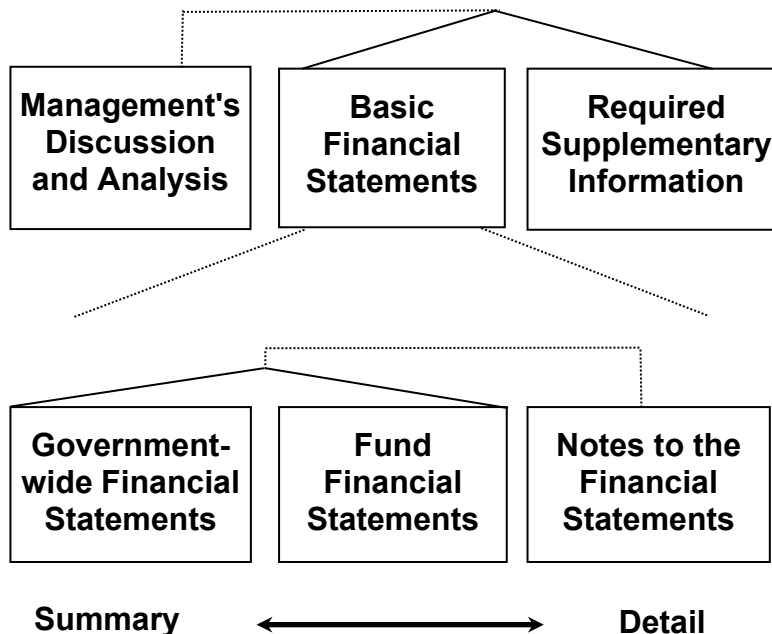 Management's
Discussion
and Analysis
Basic
Financial
Statements
Required
Supplementary
Information
Government-
wide Financial
Statements
Fund
Financial
Statements
Notes to the
Financial
Statements
Summary
Detail